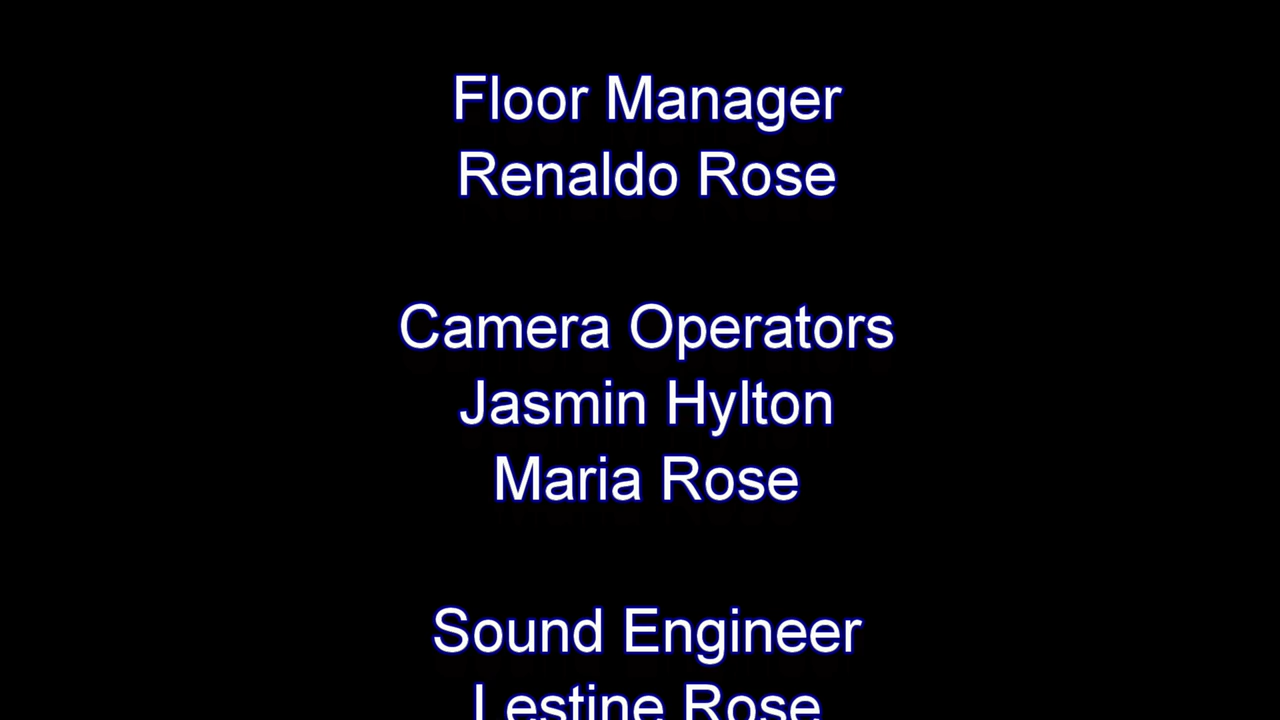 Floor Manager
Renaldo Rose
Camera Operators
Jasmin Hylton
Maria Rose
Sound Engineer
Lestine Rose